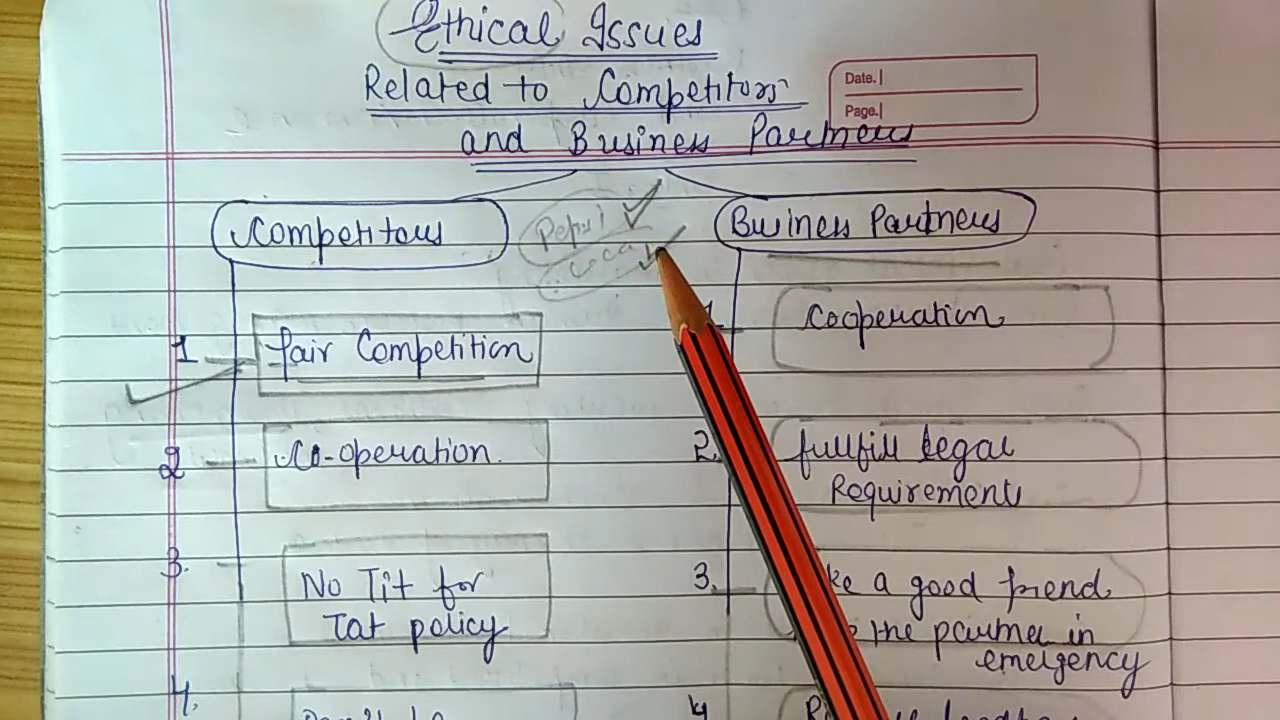 Ethical Issues
Related to Competitors
and Business Partners
Date.
Page.
Competitors
Pepsi
Business Partners
1
fair Competition
2
Co-operation.
3.
No Tit for
Tat policy
4.
1
Cooperation
2.
fullfill legal
Requirement
3.
a good friend
the partner in
emergency
4